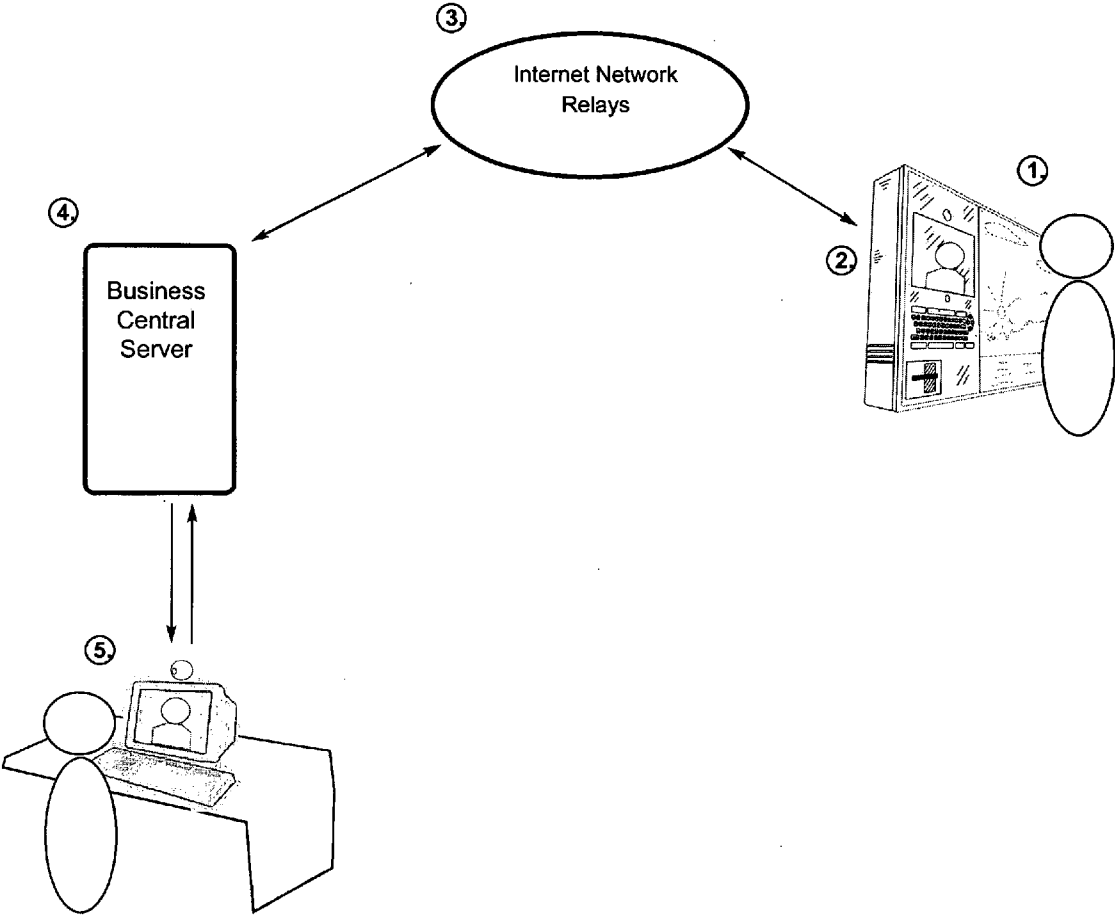 3.
Internet Network
Relays
1.
4.
2.
Business
Central
Server
5.